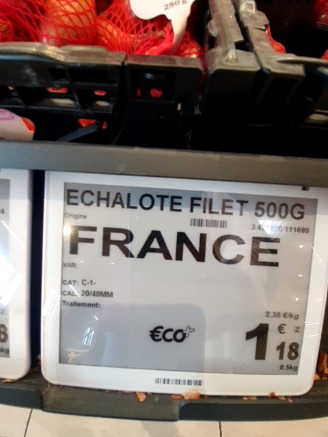 250 g
ECHALOTE FILET 500G
Origine
FRANCE
VAR:
CAT: C-1-
CAL: 20/40MM
Traitement:
2.36 €/kg
€co+
1 € 18
0.5kg